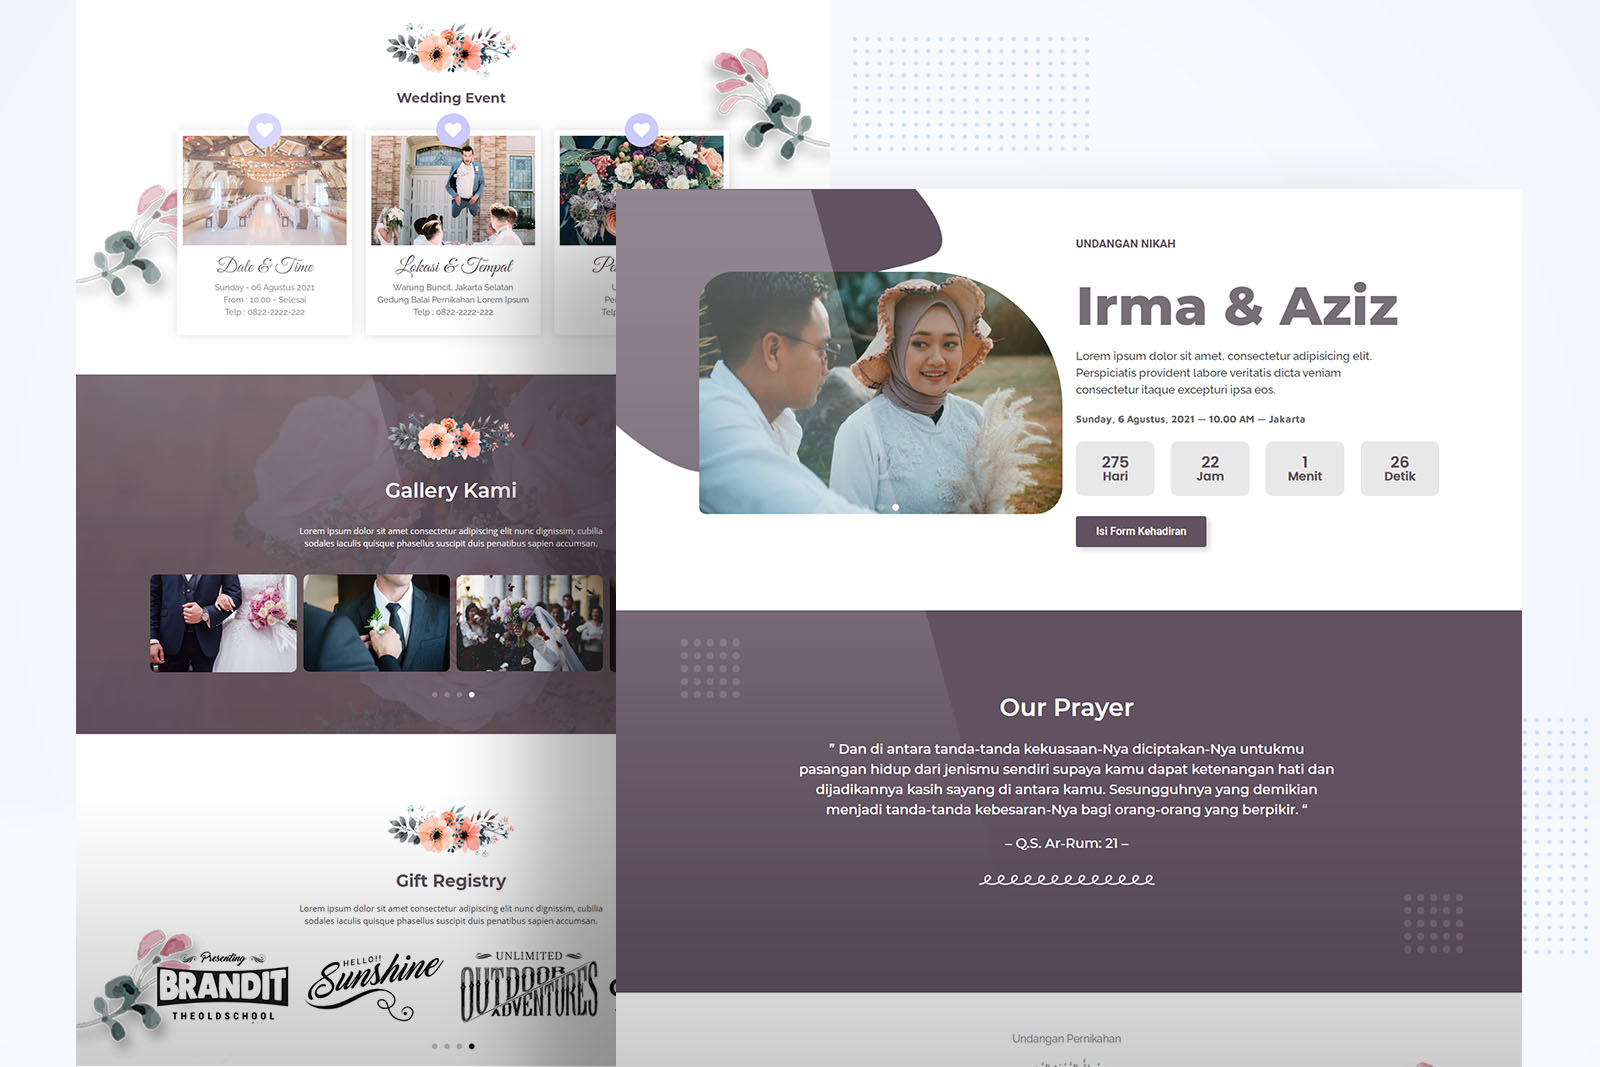 Wedding Event
Date & Time
Sunday - 06 Agustus 2021
From : 10.00 - Selesai
Telp : 0822-2222-222
Lokasi & Tempat
Warung Buncit, Jakarta Selatan
Gedung Balai Pernikahan Lorem Ipsum
Telp : 0822-2222-222
Pe
U
Per
Telp
Gallery Kami
Lorem ipsum dolor sit amet consectetur adipiscing elit nunc dignissim, cubilia
sodales iaculis quisque phasellus suscipit duis penatibus sapien accumsan.
Gift Registry
Lorem ipsum dolor sit amet consectetur adipiscing elit nunc dignissim, cubilia
sodales iaculis quisque phasellus suscipit duis penatibus sapien accumsan.
Presenting
BRANDIT
THEOLDSCHOOL
HELLO!!
Sunshine
UNLIMITED
OUTDOOR
ADVENTURES
UNDANGAN NIKAH
Irma & Aziz
Lorem ipsum dolor sit amet, consectetur adipisicing elit.
Perspiciatis provident labore veritatis dicta veniam
consectetur itaque excepturi ipsa eos.
Sunday, 6 Agustus, 2021 — 10.00 AM — Jakarta
275
Hari
22
Jam
1
Menit
26
Detik
Isi Form Kehadiran
Our Prayer
” Dan di antara tanda-tanda kekuasaan-Nya diciptakan-Nya untukmu
pasangan hidup dari jenismu sendiri supaya kamu dapat ketenangan hati dan
dijadikannya kasih sayang di antara kamu. Sesungguhnya yang demikian
menjadi tanda-tanda kebesaran-Nya bagi orang-orang yang berpikir. “
– Q.S. Ar-Rum: 21 –
Undangan Pernikahan